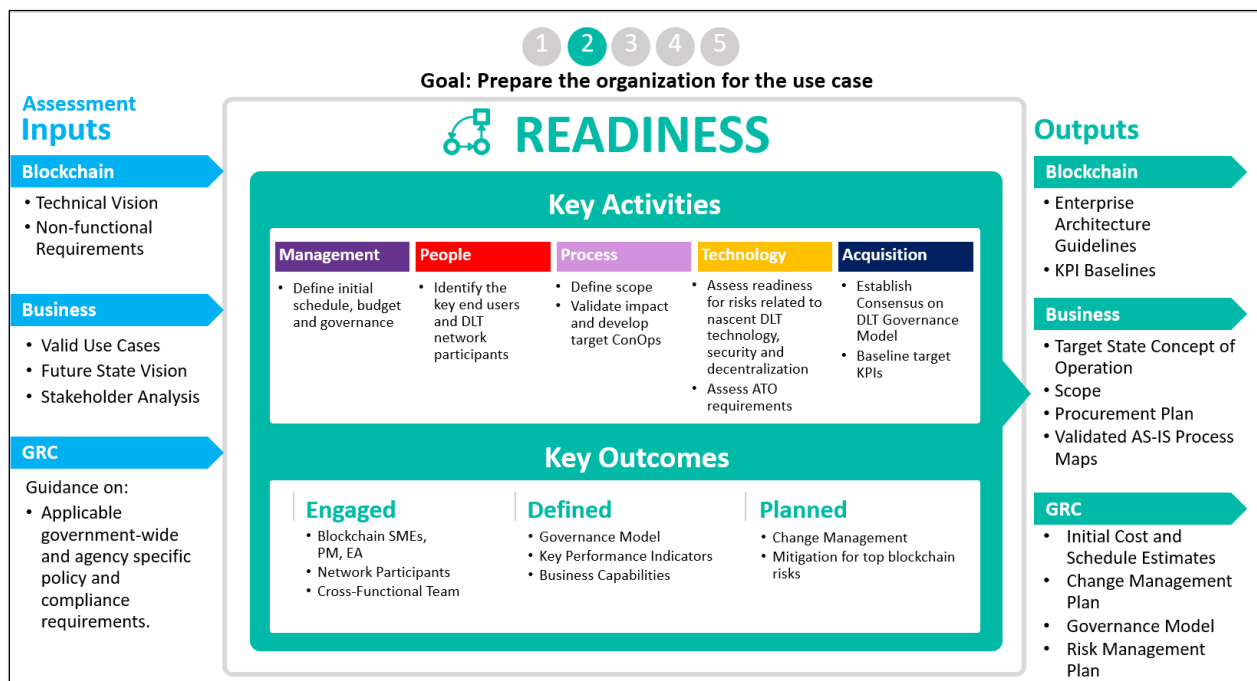 1 2 3 4 5
Goal: Prepare the organization for the use case
Assessment
Inputs
Blockchain
• Technical Vision
• Non-functional
Requirements
Business
• Valid Use Cases
• Future State Vision
• Stakeholder Analysis
GRC
Guidance on:
• Applicable
government-wide
and agency specific
policy and
compliance
requirements.
READINESS
Key Activities
Management
• Define initial
schedule, budget
and governance
People
• Identify the
key end users
and DLT
network
participants
Process
• Define scope
• Validate impact
and develop
target ConOps
Technology
• Assess readiness
for risks related to
nascent DLT
technology,
security and
decentralization
• Assess ATO
requirements
Acquisition
• Establish
Consensus on
DLT Governance
Model
• Baseline target
KPIs
Key Outcomes
Engaged
• Blockchain SMEs,
PM, EA
• Network Participants
• Cross-Functional Team
Defined
• Governance Model
• Key Performance Indicators
• Business Capabilities
Planned
• Change Management
• Mitigation for top blockchain
risks
Outputs
Blockchain
• Enterprise
Architecture
Guidelines
• KPI Baselines
Business
• Target State Concept of
Operation
• Scope
• Procurement Plan
• Validated AS-IS Process
Maps
GRC
• Initial Cost and
Schedule Estimates
• Change Management
Plan
• Governance Model
• Risk Management
Plan